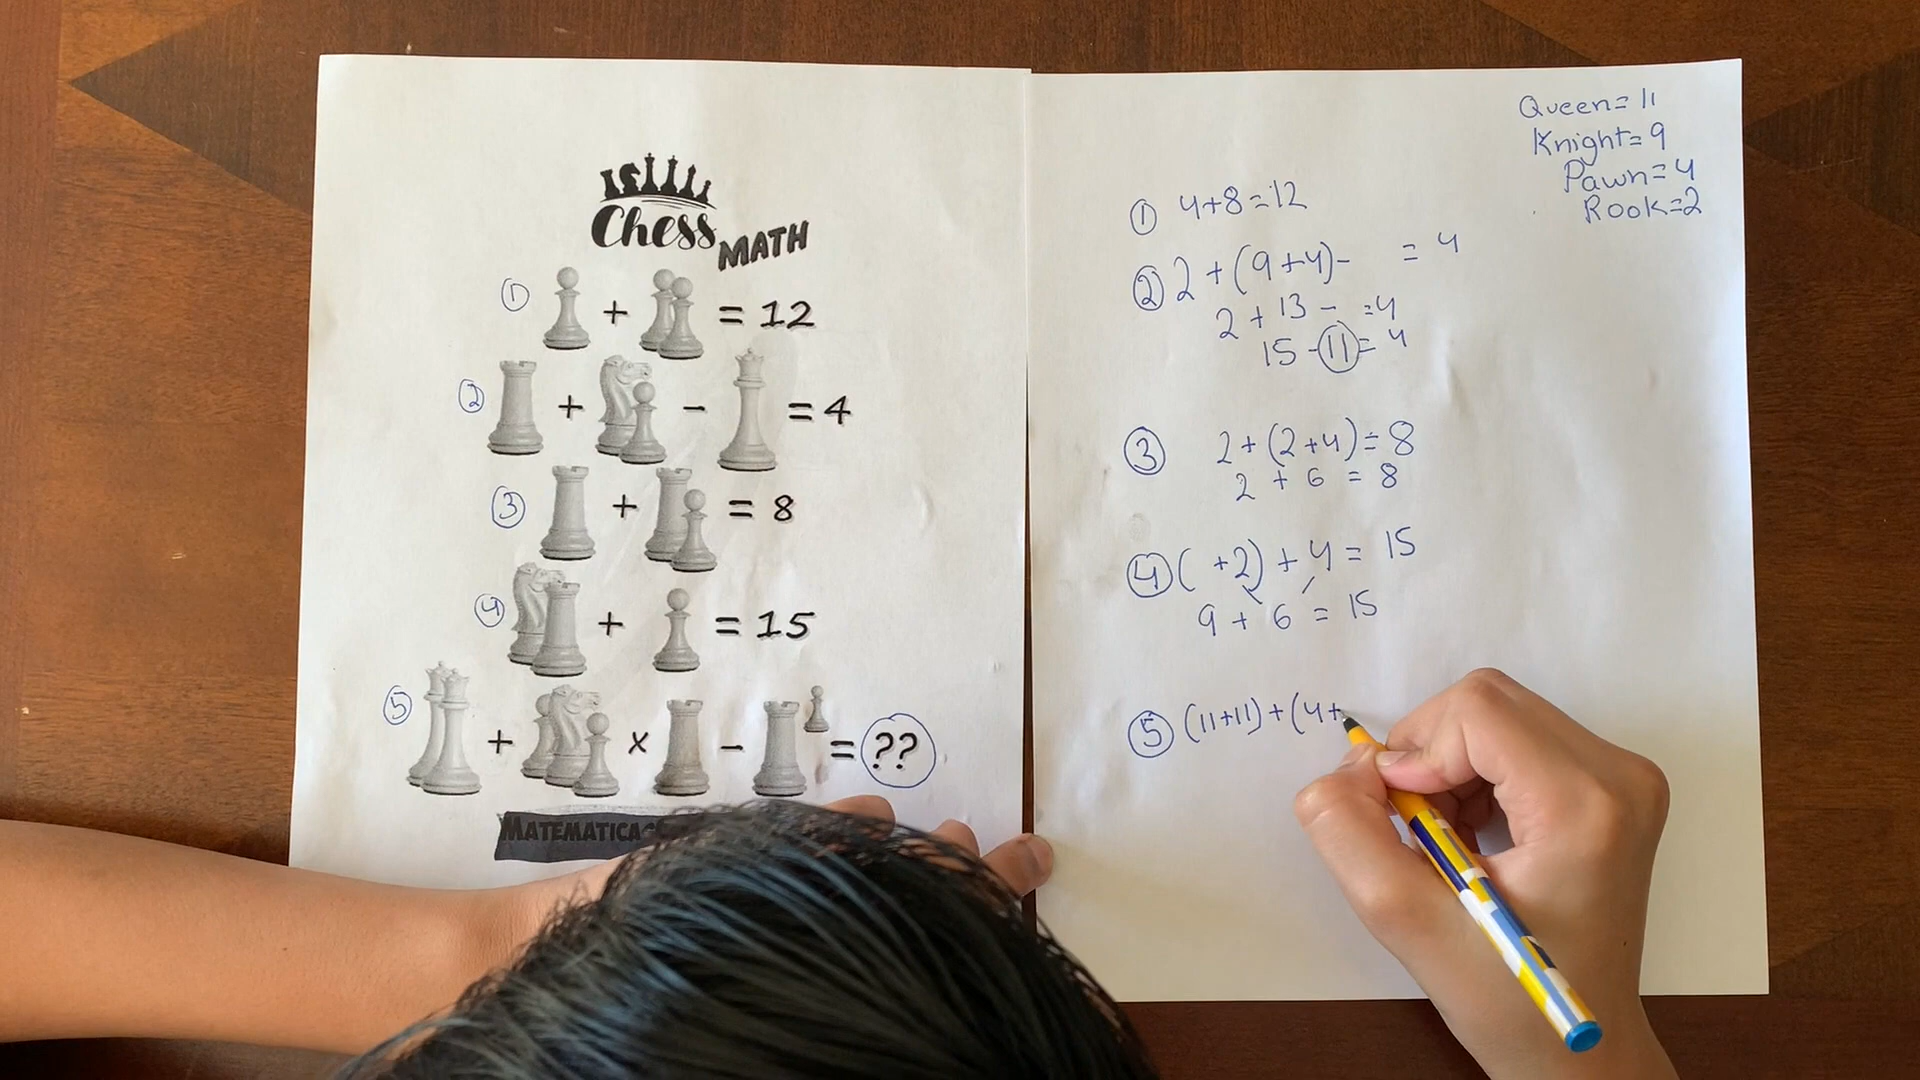 Chess
MATH
① + = 12
② + - = 4
③ + = 8
④ + = 15
⑤ + x - = ??
MATEMATICA
Queen = 11
Knight = 9
Pawn = 4
Rook = 2
① 4+8=12
② 2 + (9+4)- = 4
2 + 13 - =4
15 - 11 = 4
③ 2+(2+4)=8
2 + 6 = 8
④ ( +2) + 4 = 15
9 + 6 = 15
⑤ (11+11)+(4+